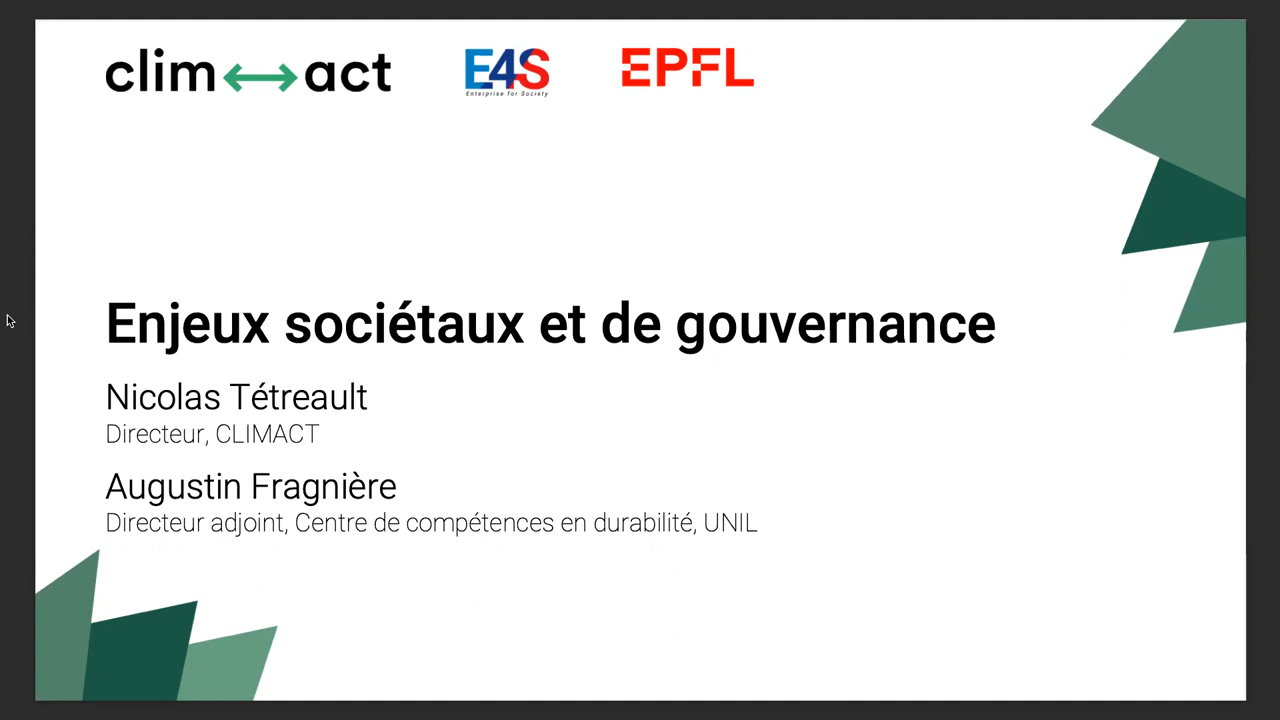 clim act
E4S
Enterprise for Society
EPFL
Enjeux sociétaux et de gouvernance
Nicolas Tétreault
Directeur, CLIMACT
Augustin Fragnière
Directeur adjoint, Centre de compétences en durabilité, UNIL